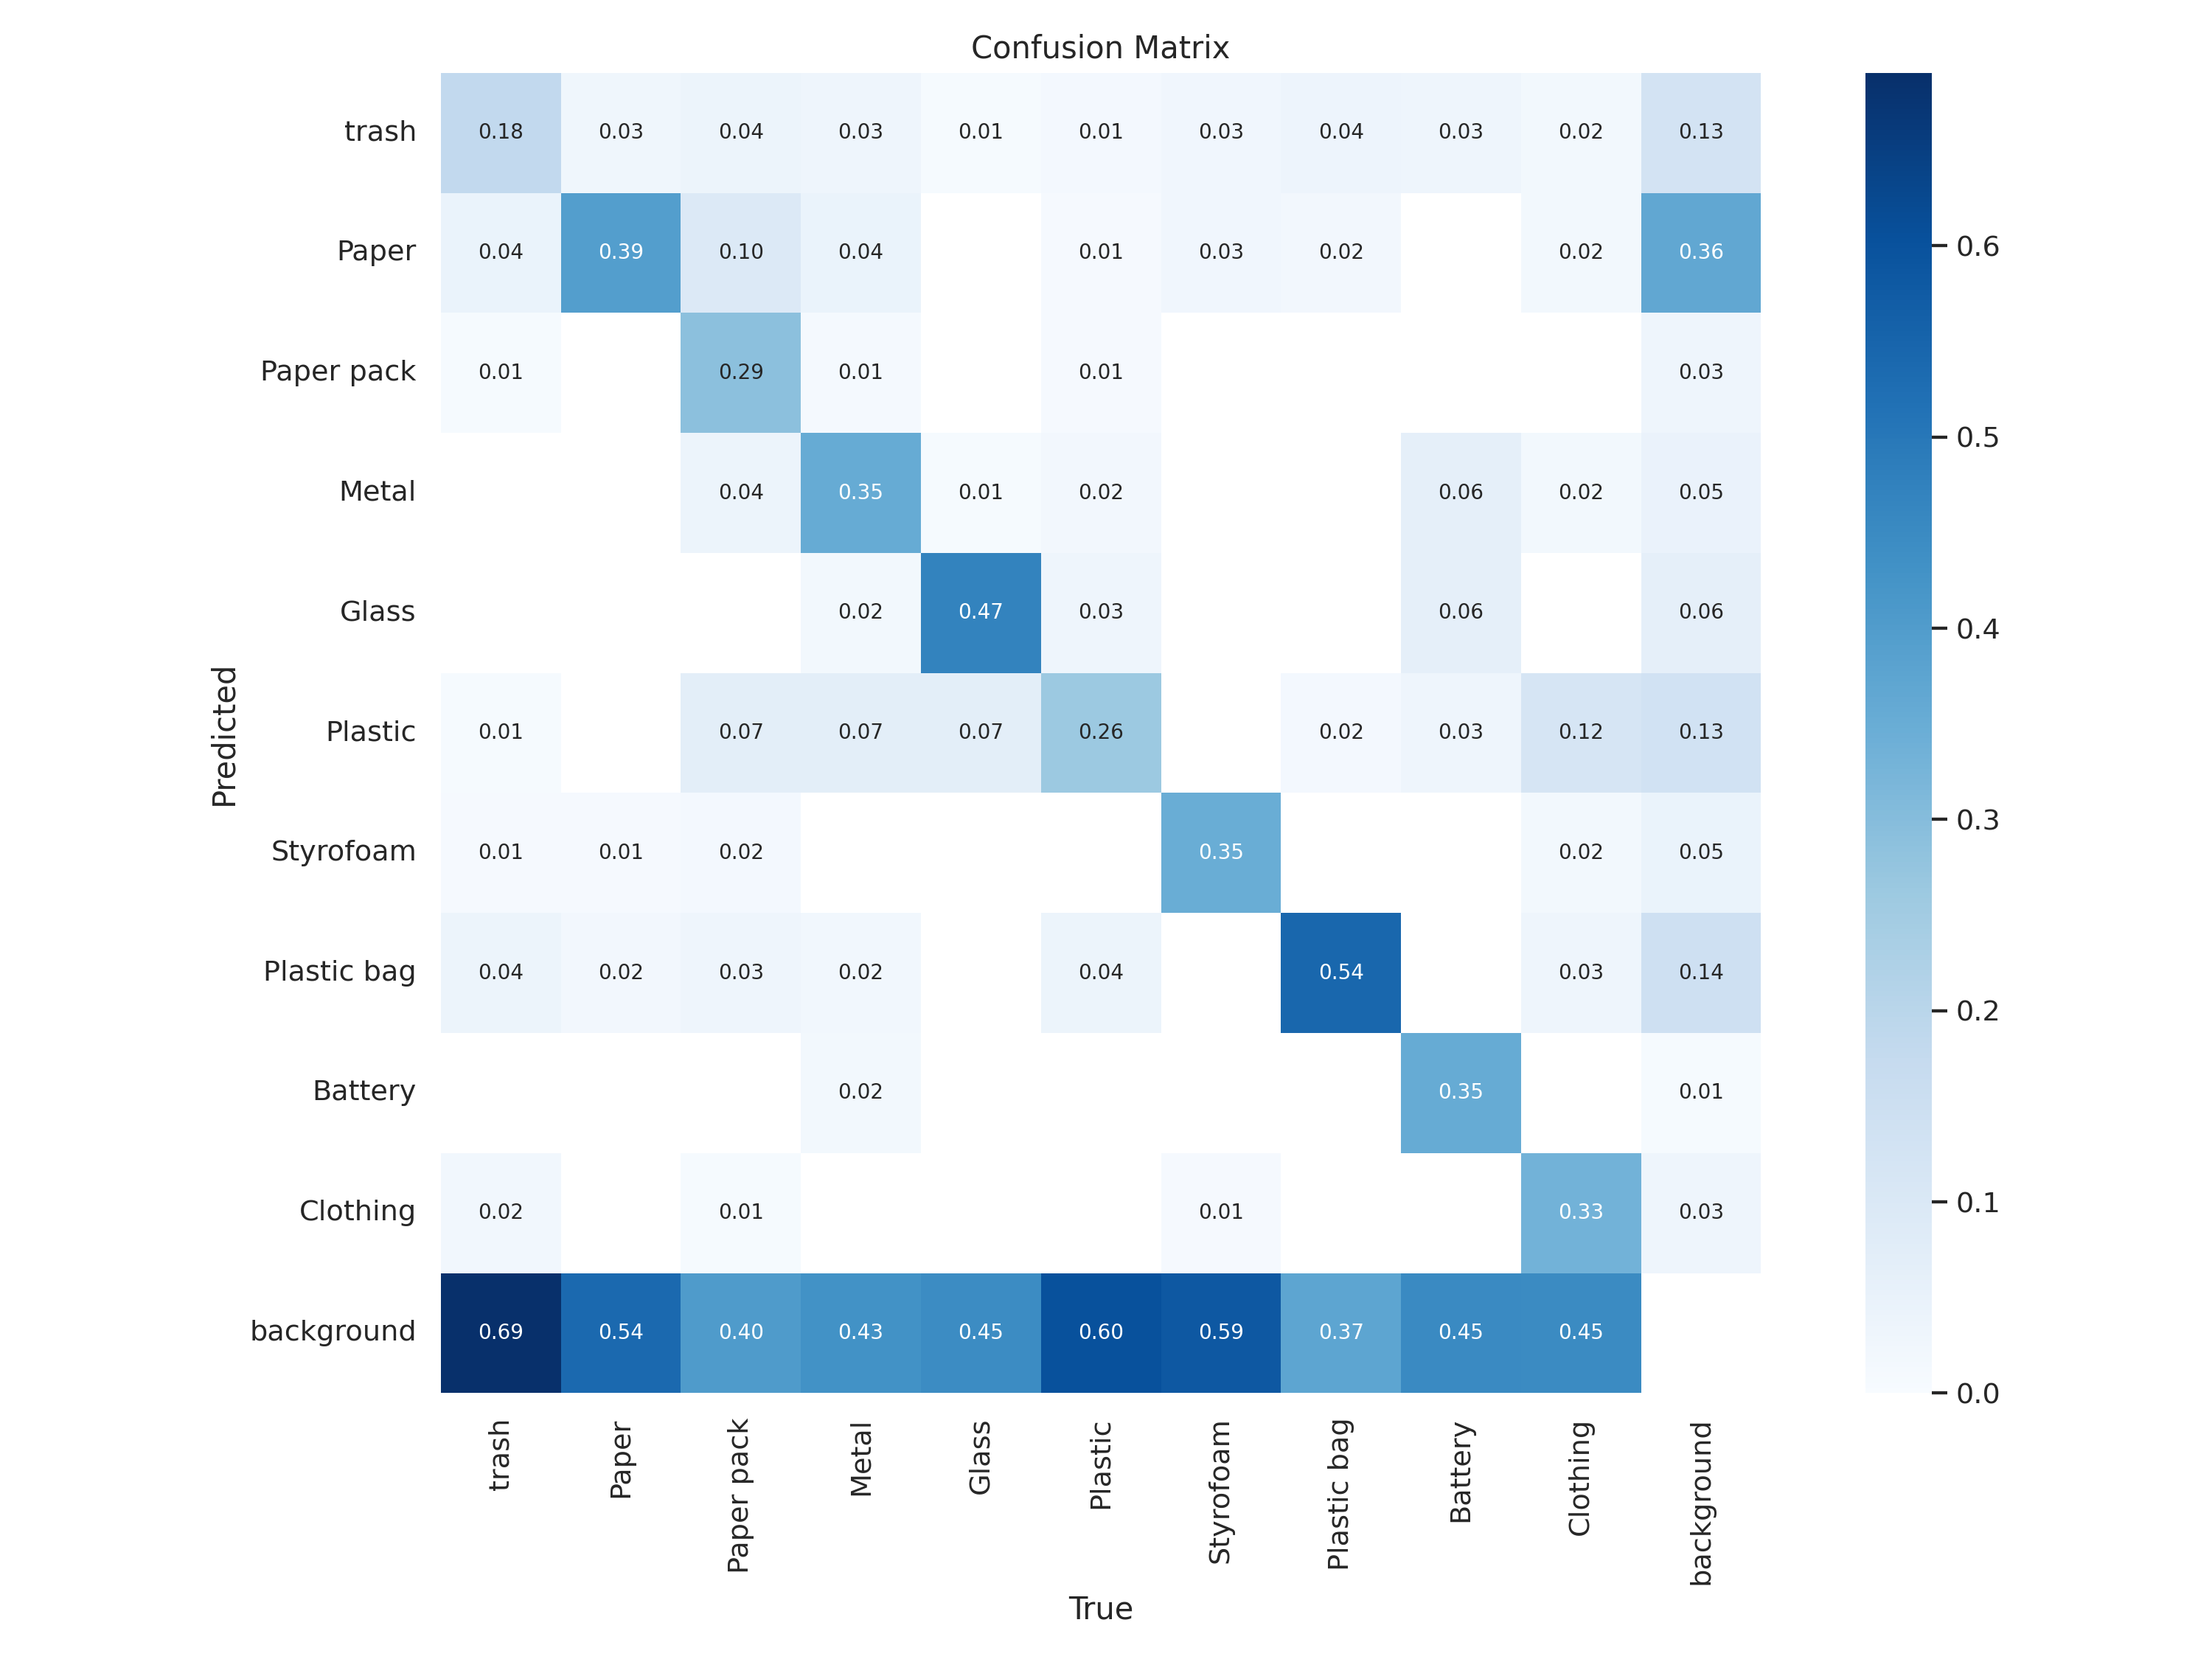 Confusion Matrix
trash 0.18 0.03 0.04 0.03 0.01 0.01 0.03 0.04 0.03 0.02 0.13
Paper 0.04 0.39 0.10 0.04 0.01 0.03 0.02 0.02 0.36
Paper pack 0.01 0.29 0.01 0.01 0.03
Metal 0.04 0.35 0.01 0.02 0.06 0.02 0.05
Glass 0.02 0.47 0.03 0.06 0.06
Plastic 0.01 0.07 0.07 0.07 0.26 0.02 0.03 0.12 0.13
Styrofoam 0.01 0.01 0.02 0.35 0.02 0.05
Plastic bag 0.04 0.02 0.03 0.02 0.04 0.54 0.03 0.14
Battery 0.02 0.35 0.01
Clothing 0.02 0.01 0.01 0.33 0.03
background 0.69 0.54 0.40 0.43 0.45 0.60 0.59 0.37 0.45 0.45
Predicted
trash
Paper
Paper pack
Metal
Glass
Plastic
Styrofoam
Plastic bag
Battery
Clothing
background
True
0.6
0.5
0.4
0.3
0.2
0.1
0.0